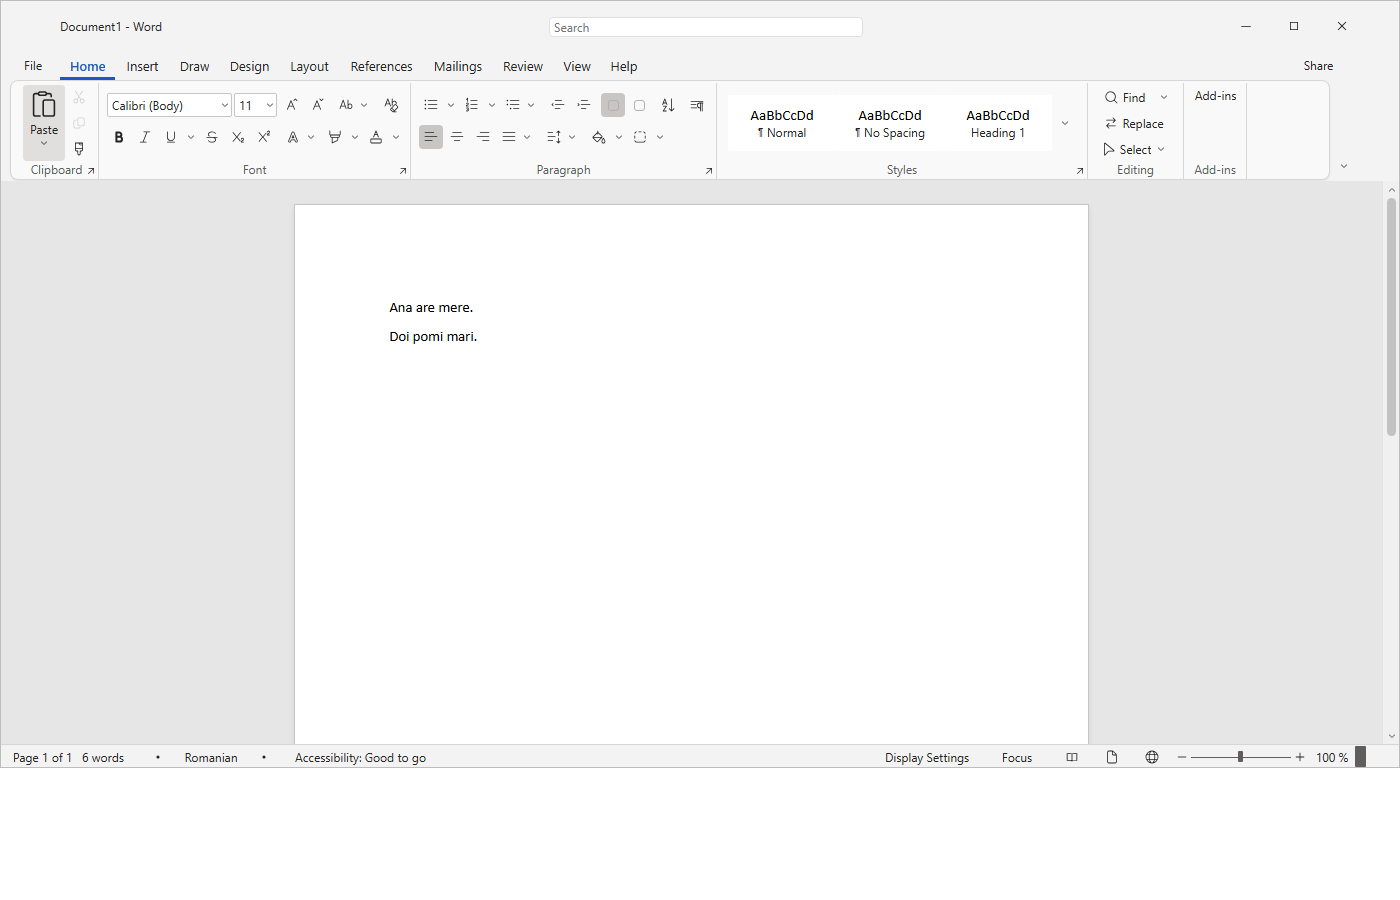 Document1 - Word
Search
File Home Insert Draw Design Layout References Mailings Review View Help Share
Paste
Clipboard
Calibri (Body) 11
Font
Paragraph
AaBbCcDd AaBbCcDd AaBbCcDd
¶ Normal ¶ No Spacing Heading 1
Styles
Find
Replace
Select
Editing
Add-ins
Add-ins
Ana are mere.
Doi pomi mari.
Page 1 of 1 6 words Romanian Accessibility: Good to go Display Settings Focus 100 %